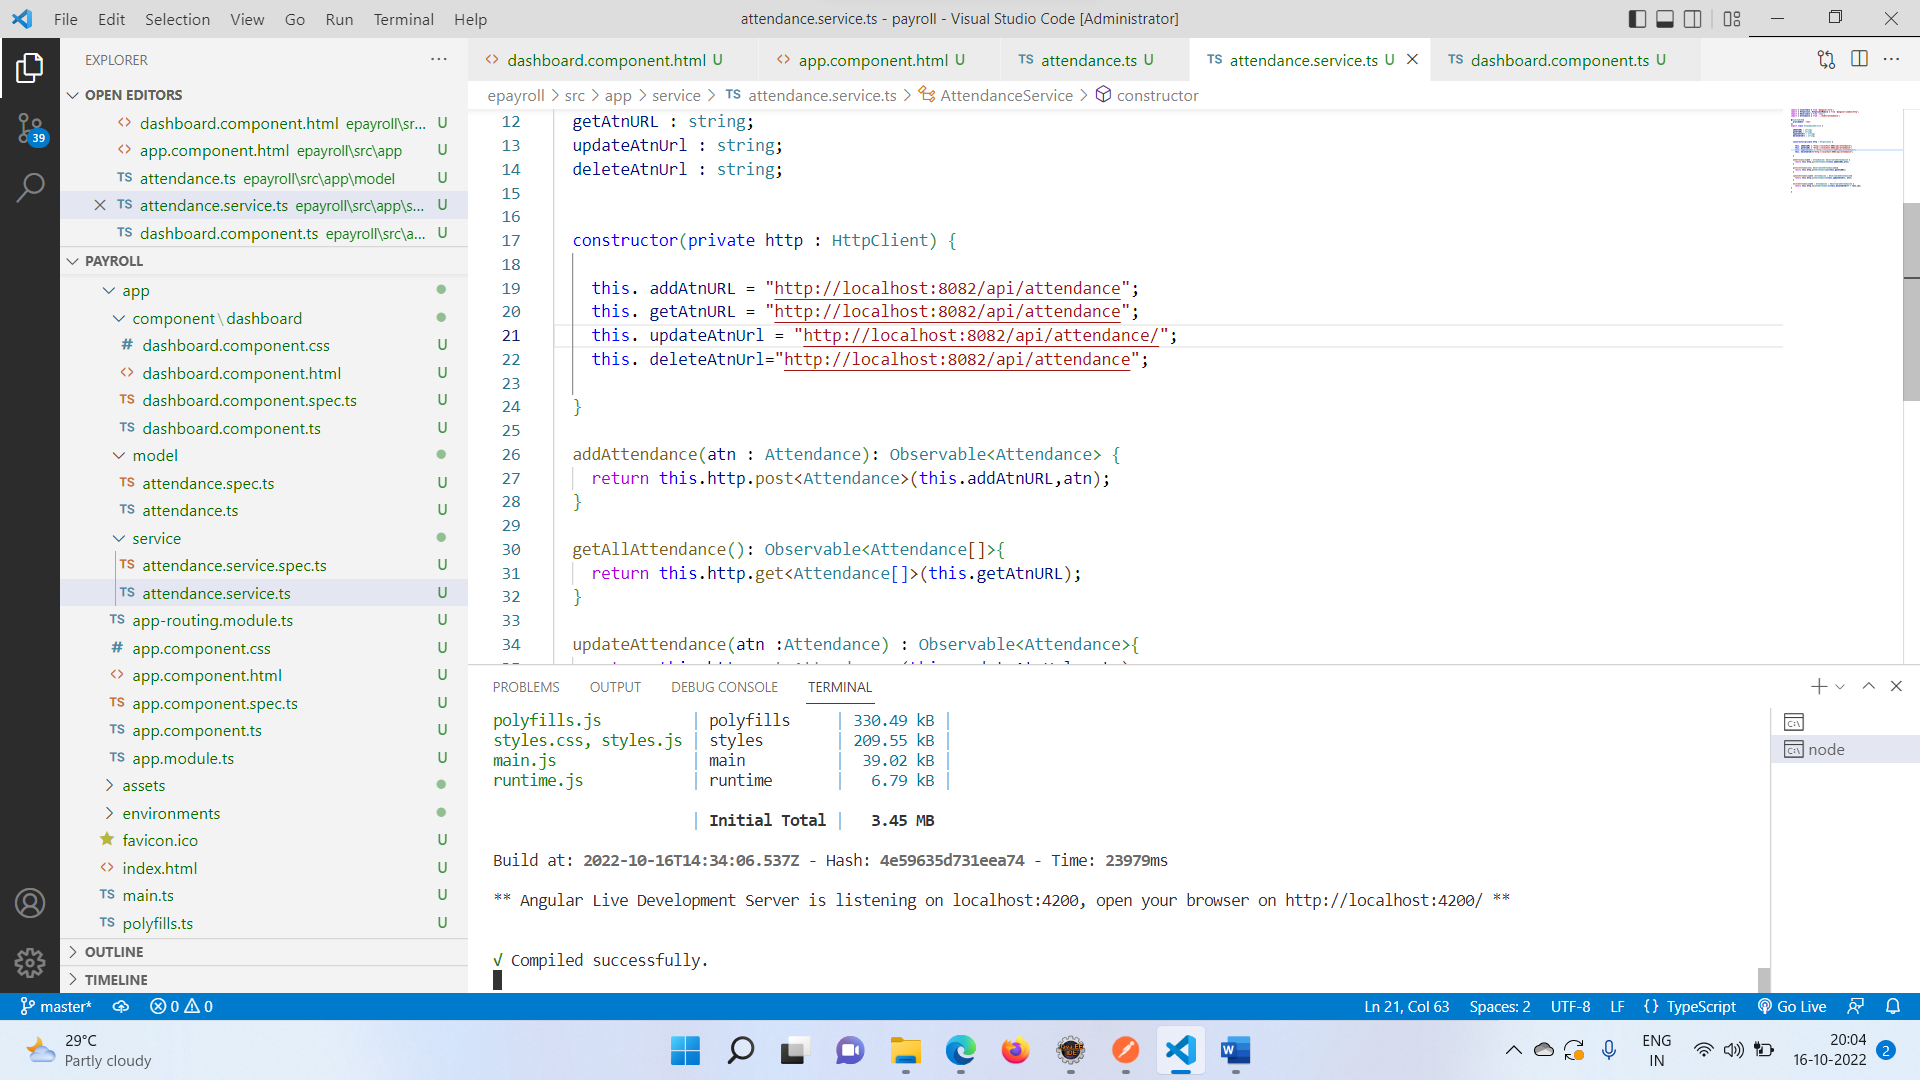 File Edit Selection View Go Run Terminal Help
attendance.service.ts - payroll - Visual Studio Code [Administrator]
EXPLORER
OPEN EDITORS
dashboard.component.html epayroll\sr... U
app.component.html epayroll\src\app U
attendance.ts epayroll\src\app\model U
attendance.service.ts epayroll\src\app\s... U
dashboard.component.ts epayroll\src\a... U
PAYROLL
app
component \ dashboard
dashboard.component.css U
dashboard.component.html U
dashboard.component.spec.ts U
dashboard.component.ts U
model
attendance.spec.ts U
attendance.ts U
service
attendance.service.spec.ts U
attendance.service.ts U
app-routing.module.ts U
app.component.css U
app.component.html U
app.component.spec.ts U
app.component.ts U
app.module.ts U
assets
environments
favicon.ico U
index.html U
main.ts U
polyfills.ts U
OUTLINE
TIMELINE
39
dashboard.component.html U
app.component.html U
TS attendance.ts U
TS attendance.service.ts U
TS dashboard.component.ts U
epayroll > src > app > service > TS attendance.service.ts > AttendanceService > constructor
12 getAtnURL : string;
13 updateAtnUrl : string;
14 deleteAtnUrl : string;
15
16
17 constructor(private http : HttpClient) {
18
19 this. addAtnURL = "http://localhost:8082/api/attendance";
20 this. getAtnURL = "http://localhost:8082/api/attendance";
21 this. updateAtnUrl = "http://localhost:8082/api/attendance/";
22 this. deleteAtnUrl="http://localhost:8082/api/attendance";
23
24 }
25
26 addAttendance(atn : Attendance): Observable<Attendance> {
27 return this.http.post<Attendance>(this.addAtnURL,atn);
28 }
29
30 getAllAttendance(): Observable<Attendance[]>{
31 return this.http.get<Attendance[]>(this.getAtnURL);
32 }
33
34 updateAttendance(atn :Attendance) : Observable<Attendance>{
PROBLEMS OUTPUT DEBUG CONSOLE TERMINAL
polyfills.js | polyfills | 330.49 kB |
styles.css, styles.js | styles | 209.55 kB |
main.js | main | 39.02 kB |
runtime.js | runtime | 6.79 kB |
| Initial Total | 3.45 MB
Build at: 2022-10-16T14:34:06.537Z - Hash: 4e59635d731eea74 - Time: 23979ms
** Angular Live Development Server is listening on localhost:4200, open your browser on http://localhost:4200/ **
√ Compiled successfully.
node
master* 0 0
Ln 21, Col 63 Spaces: 2 UTF-8 LF {} TypeScript Go Live
29°C
Partly cloudy
ENG
IN
20:04
16-10-2022
2